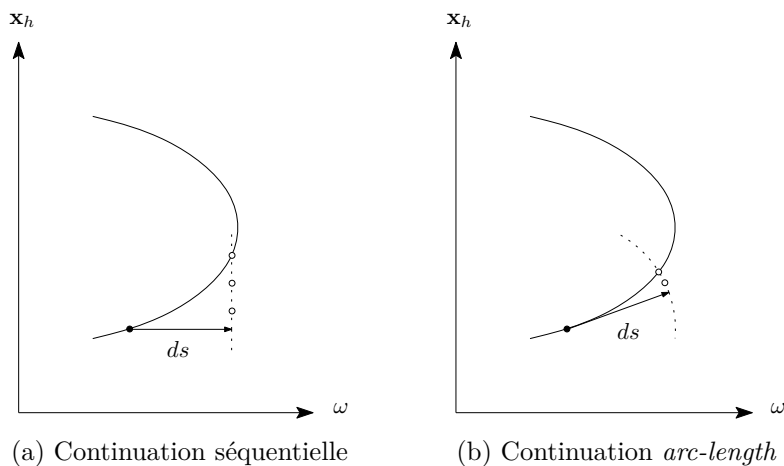 x_h
x_h
ds
ds
ω
ω
(a) Continuation séquentielle
(b) Continuation arc-length